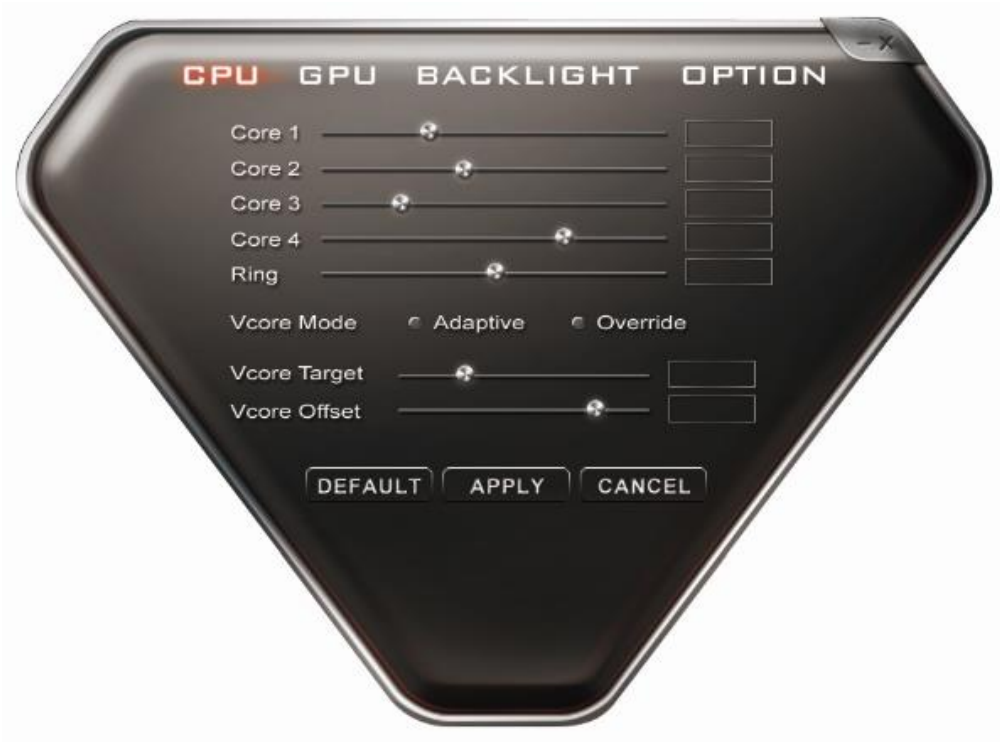 CPU GPU BACKLIGHT OPTION
Core 1
Core 2
Core 3
Core 4
Ring
Vcore Mode Adaptive Override
Vcore Target
Vcore Offset
DEFAULT APPLY CANCEL